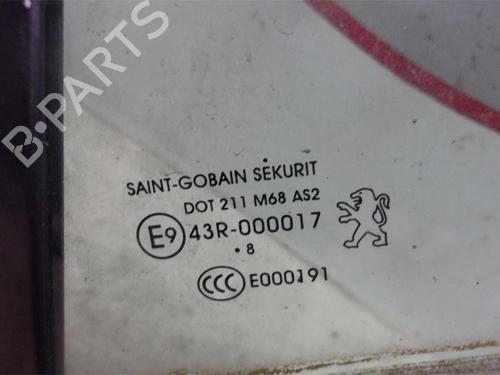 B-PARTS
SAINT-GOBAIN SEKURIT
DOT 211 M68 AS2
E9 43R-000017
. 8
CCC E000191